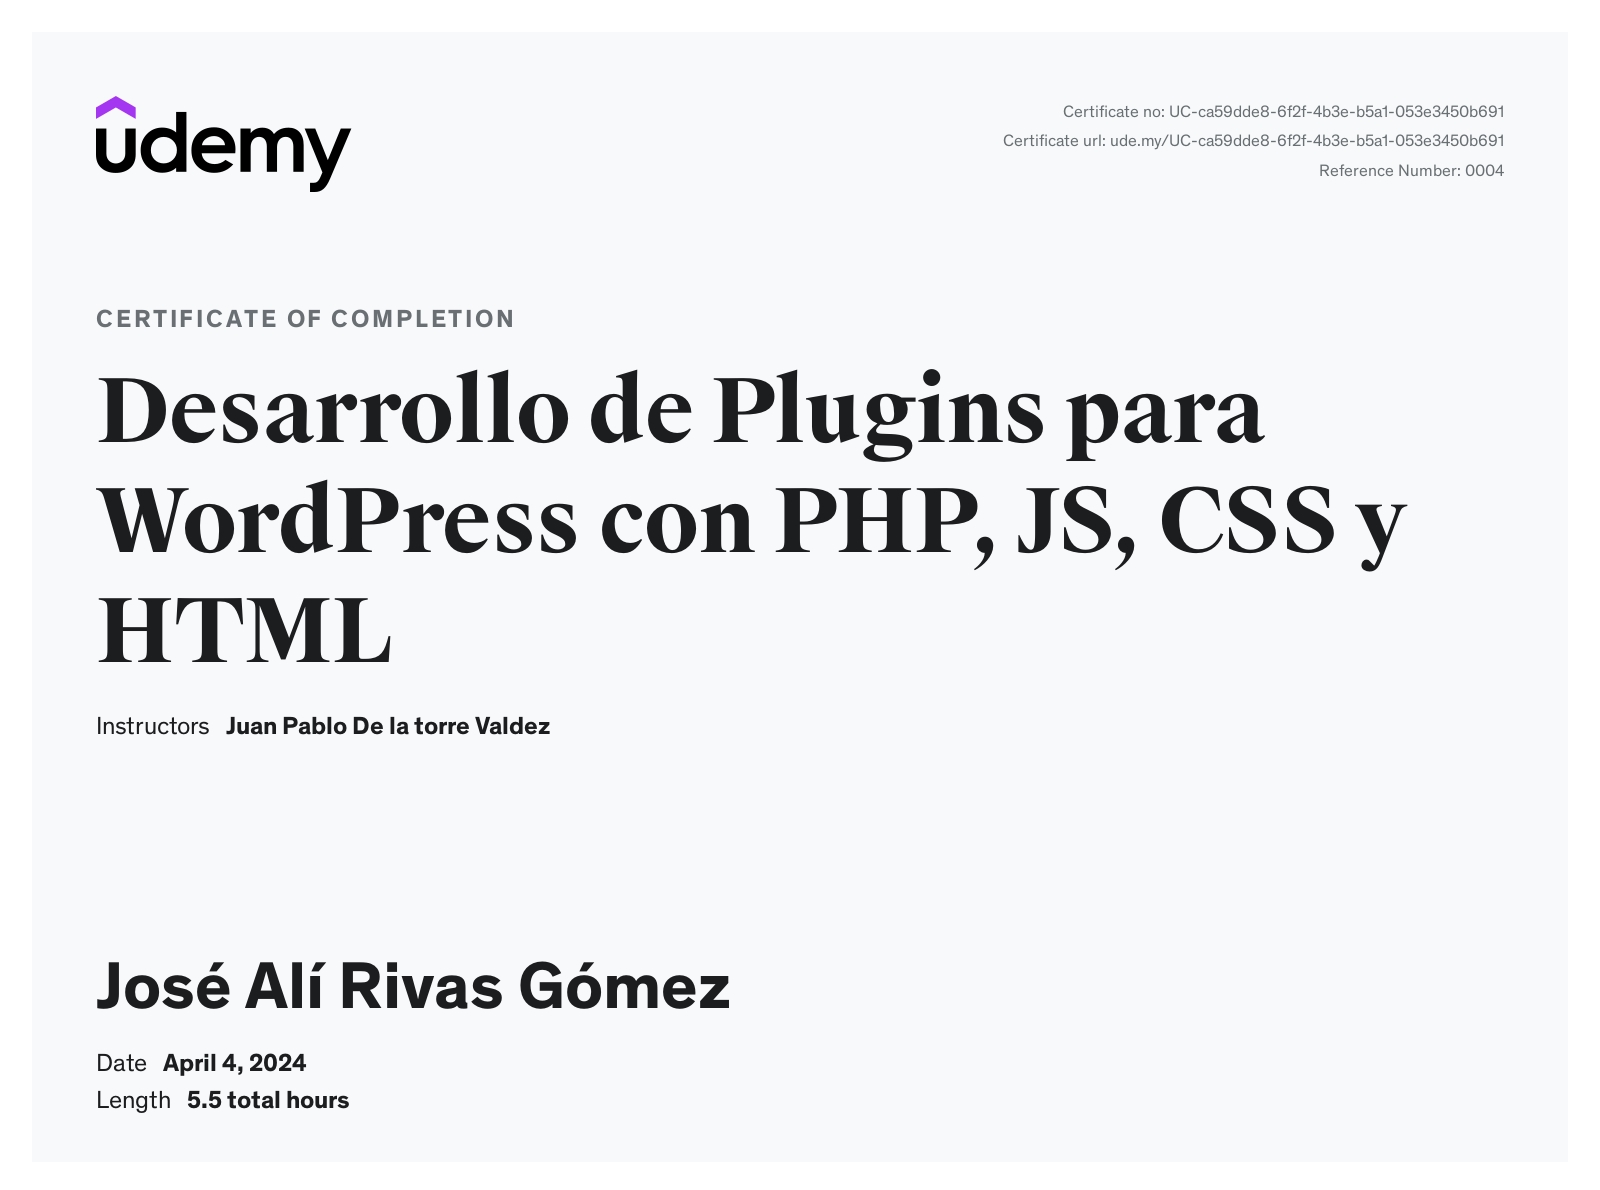 udemy
Certificate no: UC-ca59dde8-6f2f-4b3e-b5a1-053e3450b691
Certificate url: ude.my/UC-ca59dde8-6f2f-4b3e-b5a1-053e3450b691
Reference Number: 0004
CERTIFICATE OF COMPLETION
Desarrollo de Plugins para
WordPress con PHP, JS, CSS y
HTML
Instructors Juan Pablo De la torre Valdez
José Alí Rivas Gómez
Date April 4, 2024
Length 5.5 total hours